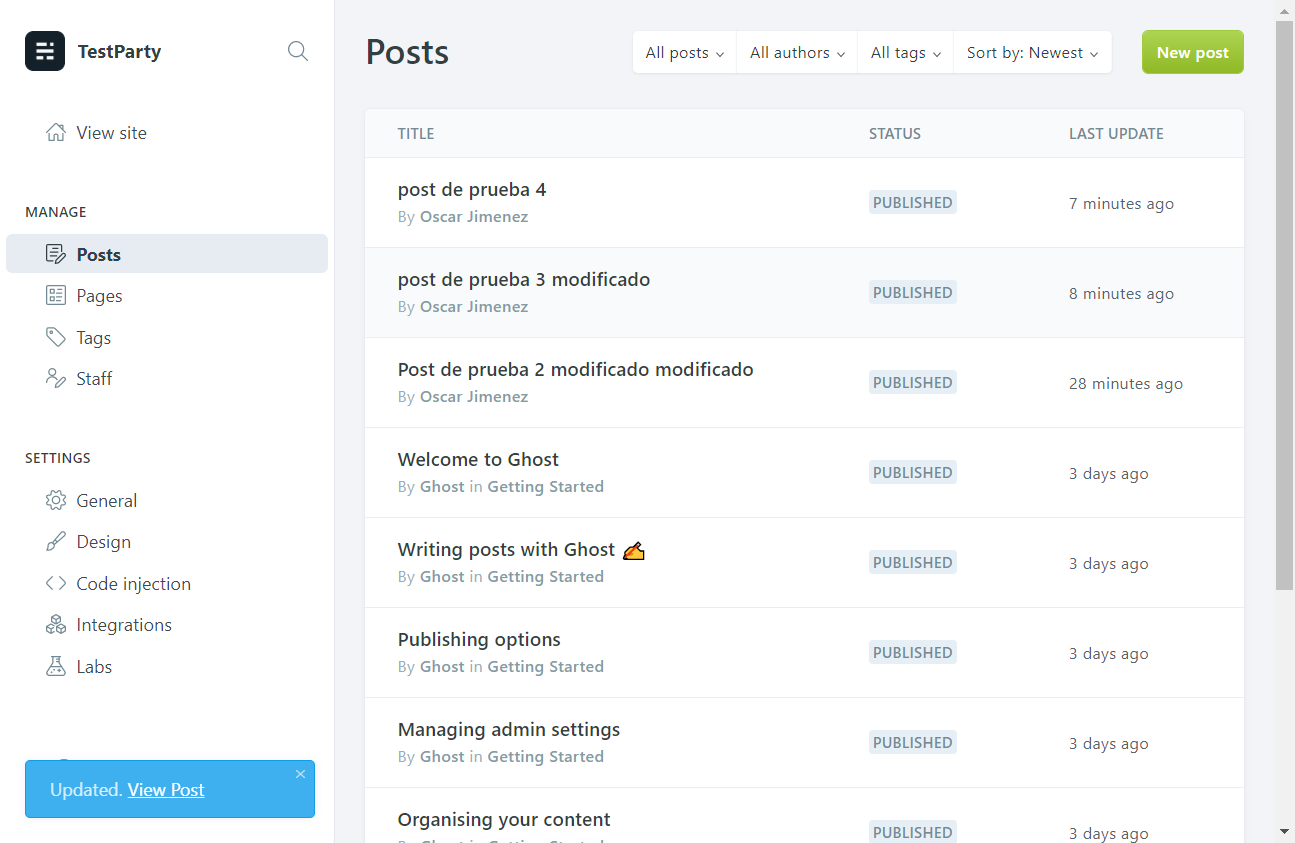 TestParty
View site
MANAGE
Posts
Pages
Tags
Staff
SETTINGS
General
Design
Code injection
Integrations
Labs
Updated. View Post
Posts
All posts
All authors
All tags
Sort by: Newest
New post
TITLE STATUS LAST UPDATE
post de prueba 4
By Oscar Jimenez
PUBLISHED
7 minutes ago
post de prueba 3 modificado
By Oscar Jimenez
PUBLISHED
8 minutes ago
Post de prueba 2 modificado modificado
By Oscar Jimenez
PUBLISHED
28 minutes ago
Welcome to Ghost
By Ghost in Getting Started
PUBLISHED
3 days ago
Writing posts with Ghost ✍️
By Ghost in Getting Started
PUBLISHED
3 days ago
Publishing options
By Ghost in Getting Started
PUBLISHED
3 days ago
Managing admin settings
By Ghost in Getting Started
PUBLISHED
3 days ago
Organising your content
PUBLISHED
3 days ago